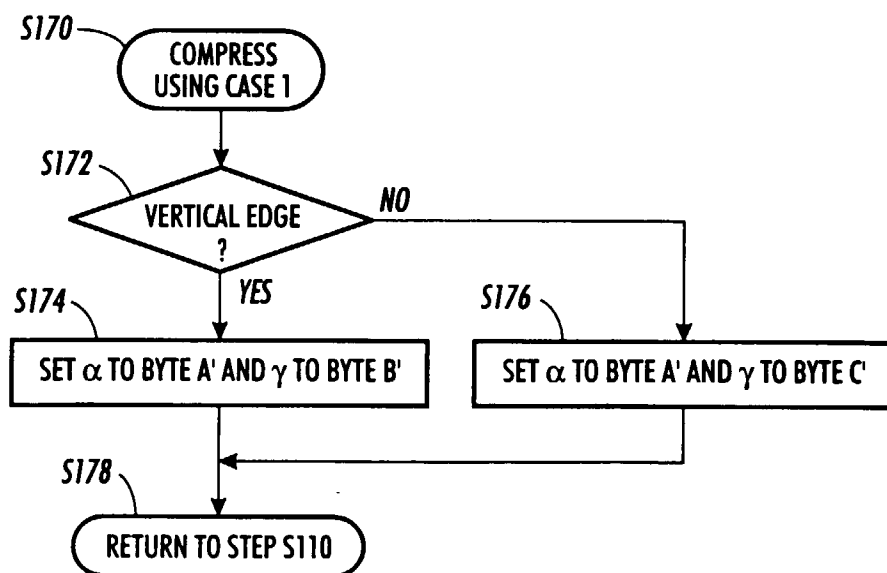 S170
COMPRESS
USING CASE 1
S172
VERTICAL EDGE
?
NO
YES
S174
SET α TO BYTE A' AND γ TO BYTE B'
S176
SET α TO BYTE A' AND γ TO BYTE C'
S178
RETURN TO STEP S110